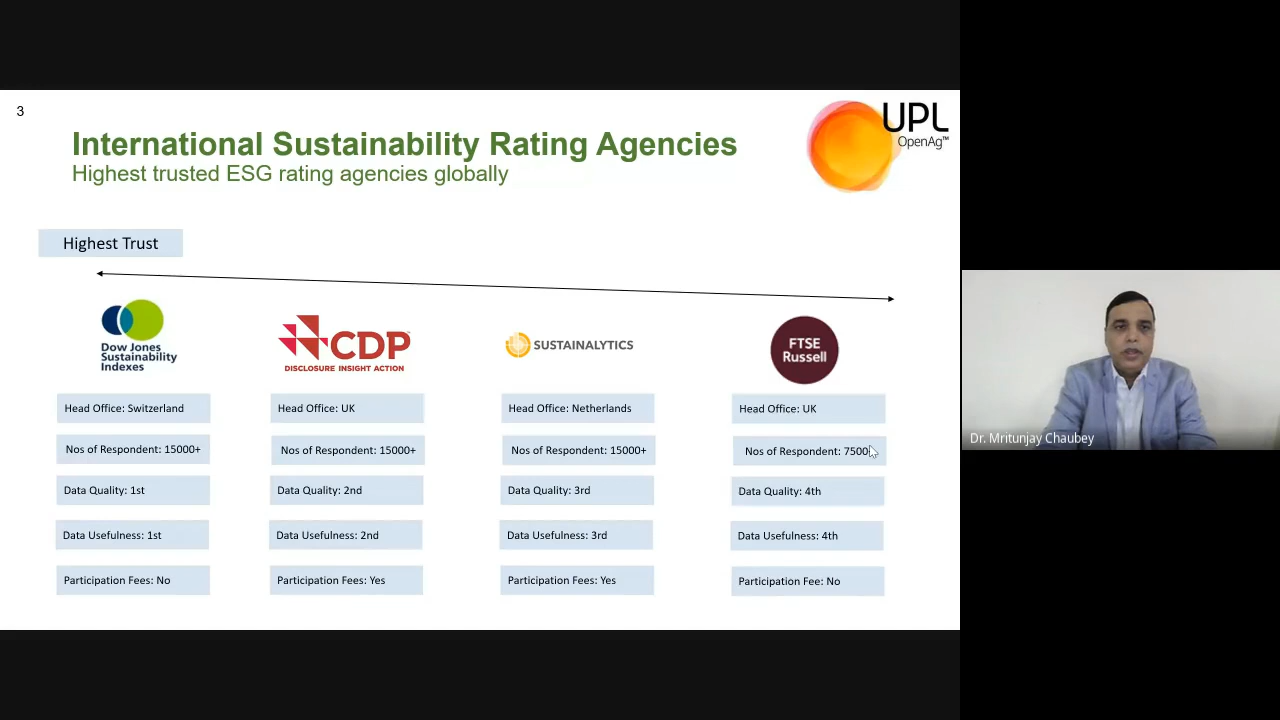 3
International Sustainability Rating Agencies
Highest trusted ESG rating agencies globally
UPL
OpenAg™
Highest Trust
Dow Jones
Sustainability
Indexes
CDP
DISCLOSURE INSIGHT ACTION
SUSTAINALYTICS
FTSE
Russell
Head Office: Switzerland
Head Office: UK
Head Office: Netherlands
Head Office: UK
Nos of Respondent: 15000+
Nos of Respondent: 15000+
Nos of Respondent: 15000+
Nos of Respondent: 7500
Data Quality: 1st
Data Quality: 2nd
Data Quality: 3rd
Data Quality: 4th
Data Usefulness: 1st
Data Usefulness: 2nd
Data Usefulness: 3rd
Data Usefulness: 4th
Participation Fees: No
Participation Fees: Yes
Participation Fees: Yes
Participation Fee: No
Dr. Mritunjay Chaubey